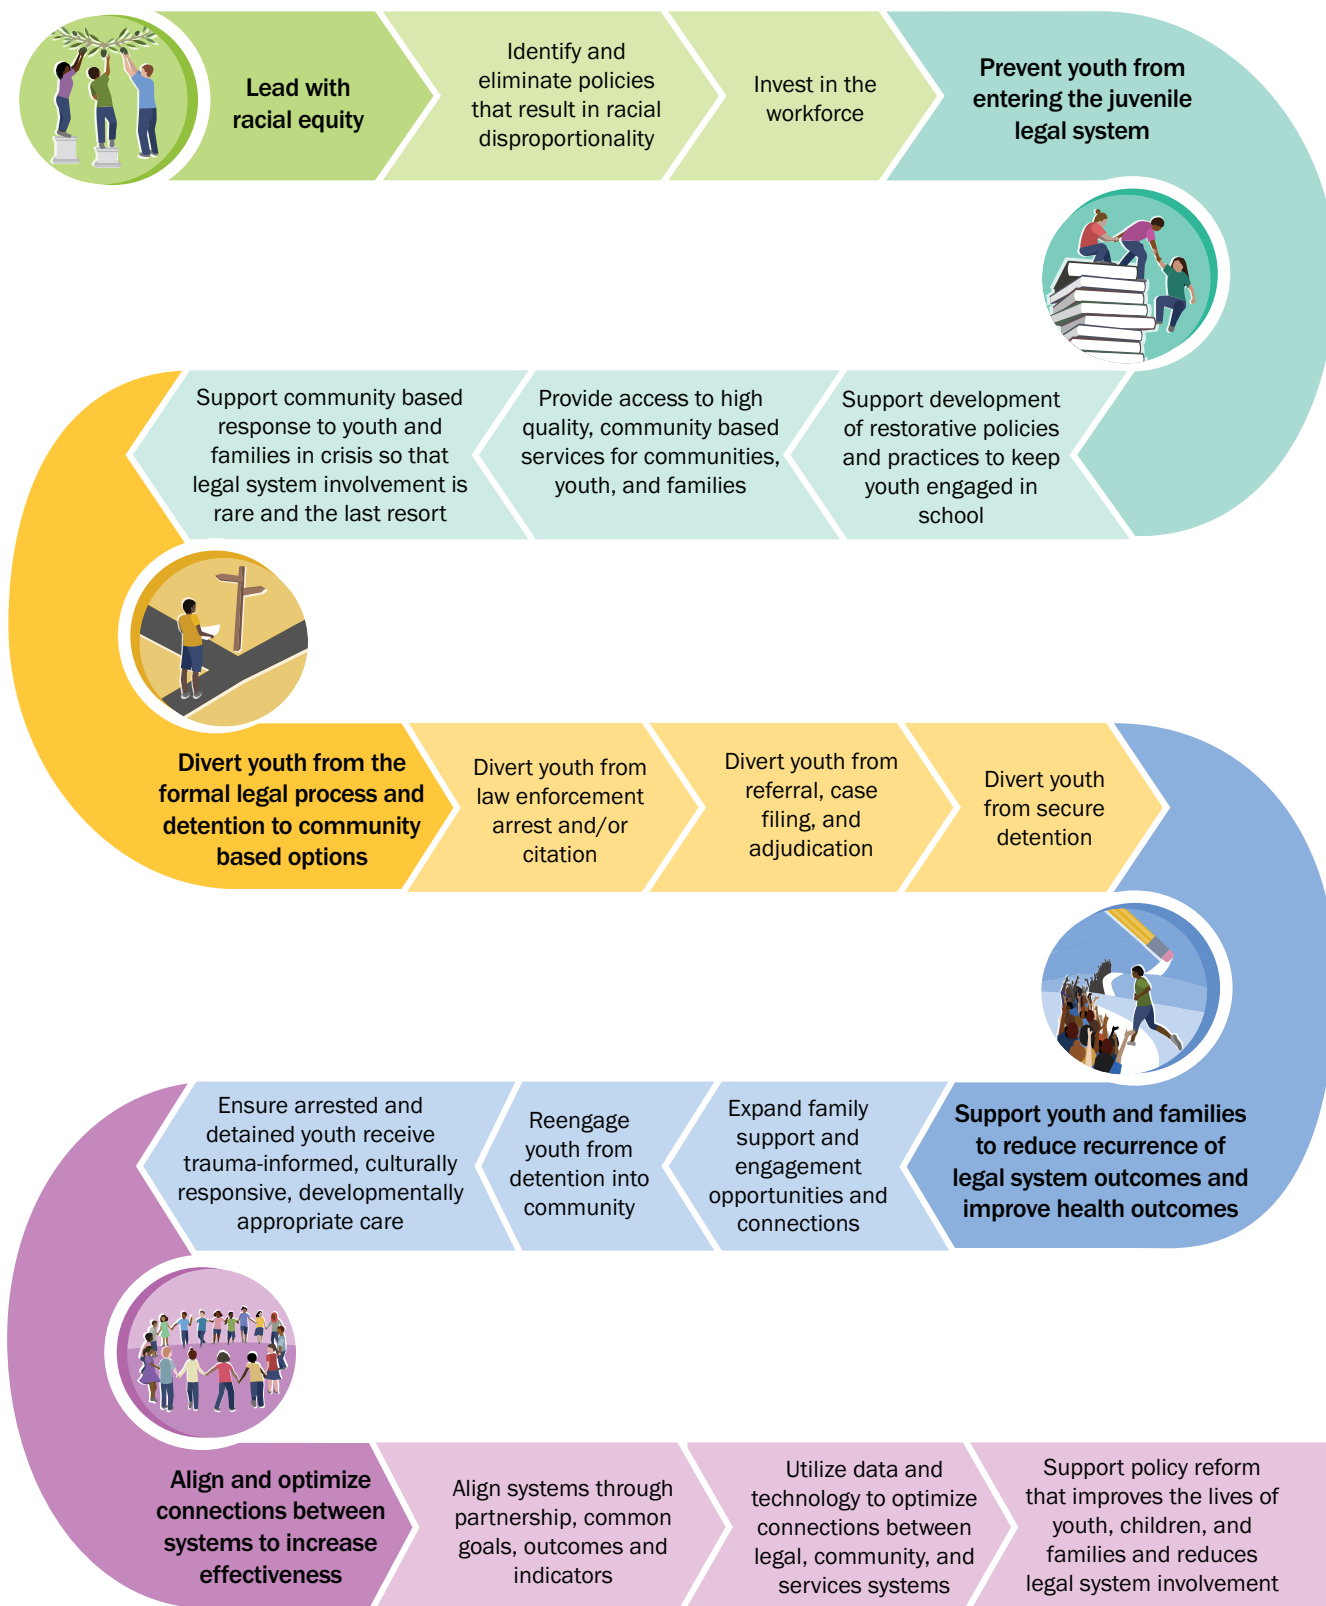 Lead with
racial equity
Identify and
eliminate policies
that result in racial
disproportionality
Invest in the
workforce
Prevent youth from
entering the juvenile
legal system
Support development
of restorative policies
and practices to keep
youth engaged in
school
Provide access to high
quality, community based
services for communities,
youth, and families
Support community based
response to youth and
families in crisis so that
legal system involvement is
rare and the last resort
Divert youth from the
formal legal process and
detention to community
based options
Divert youth from
law enforcement
arrest and/or
citation
Divert youth from
referral, case
filing, and
adjudication
Divert youth
from secure
detention
Support youth and families
to reduce recurrence of
legal system outcomes and
improve health outcomes
Expand family
support and
engagement
opportunities and
connections
Reengage
youth from
detention into
community
Ensure arrested and
detained youth receive
trauma-informed, culturally
responsive, developmentally
appropriate care
Align and optimize
connections between
systems to increase
effectiveness
Align systems through
partnership, common
goals, outcomes and
indicators
Utilize data and
technology to optimize
connections between
legal, community, and
services systems
Support policy reform
that improves the lives of
youth, children, and
families and reduces
legal system involvement